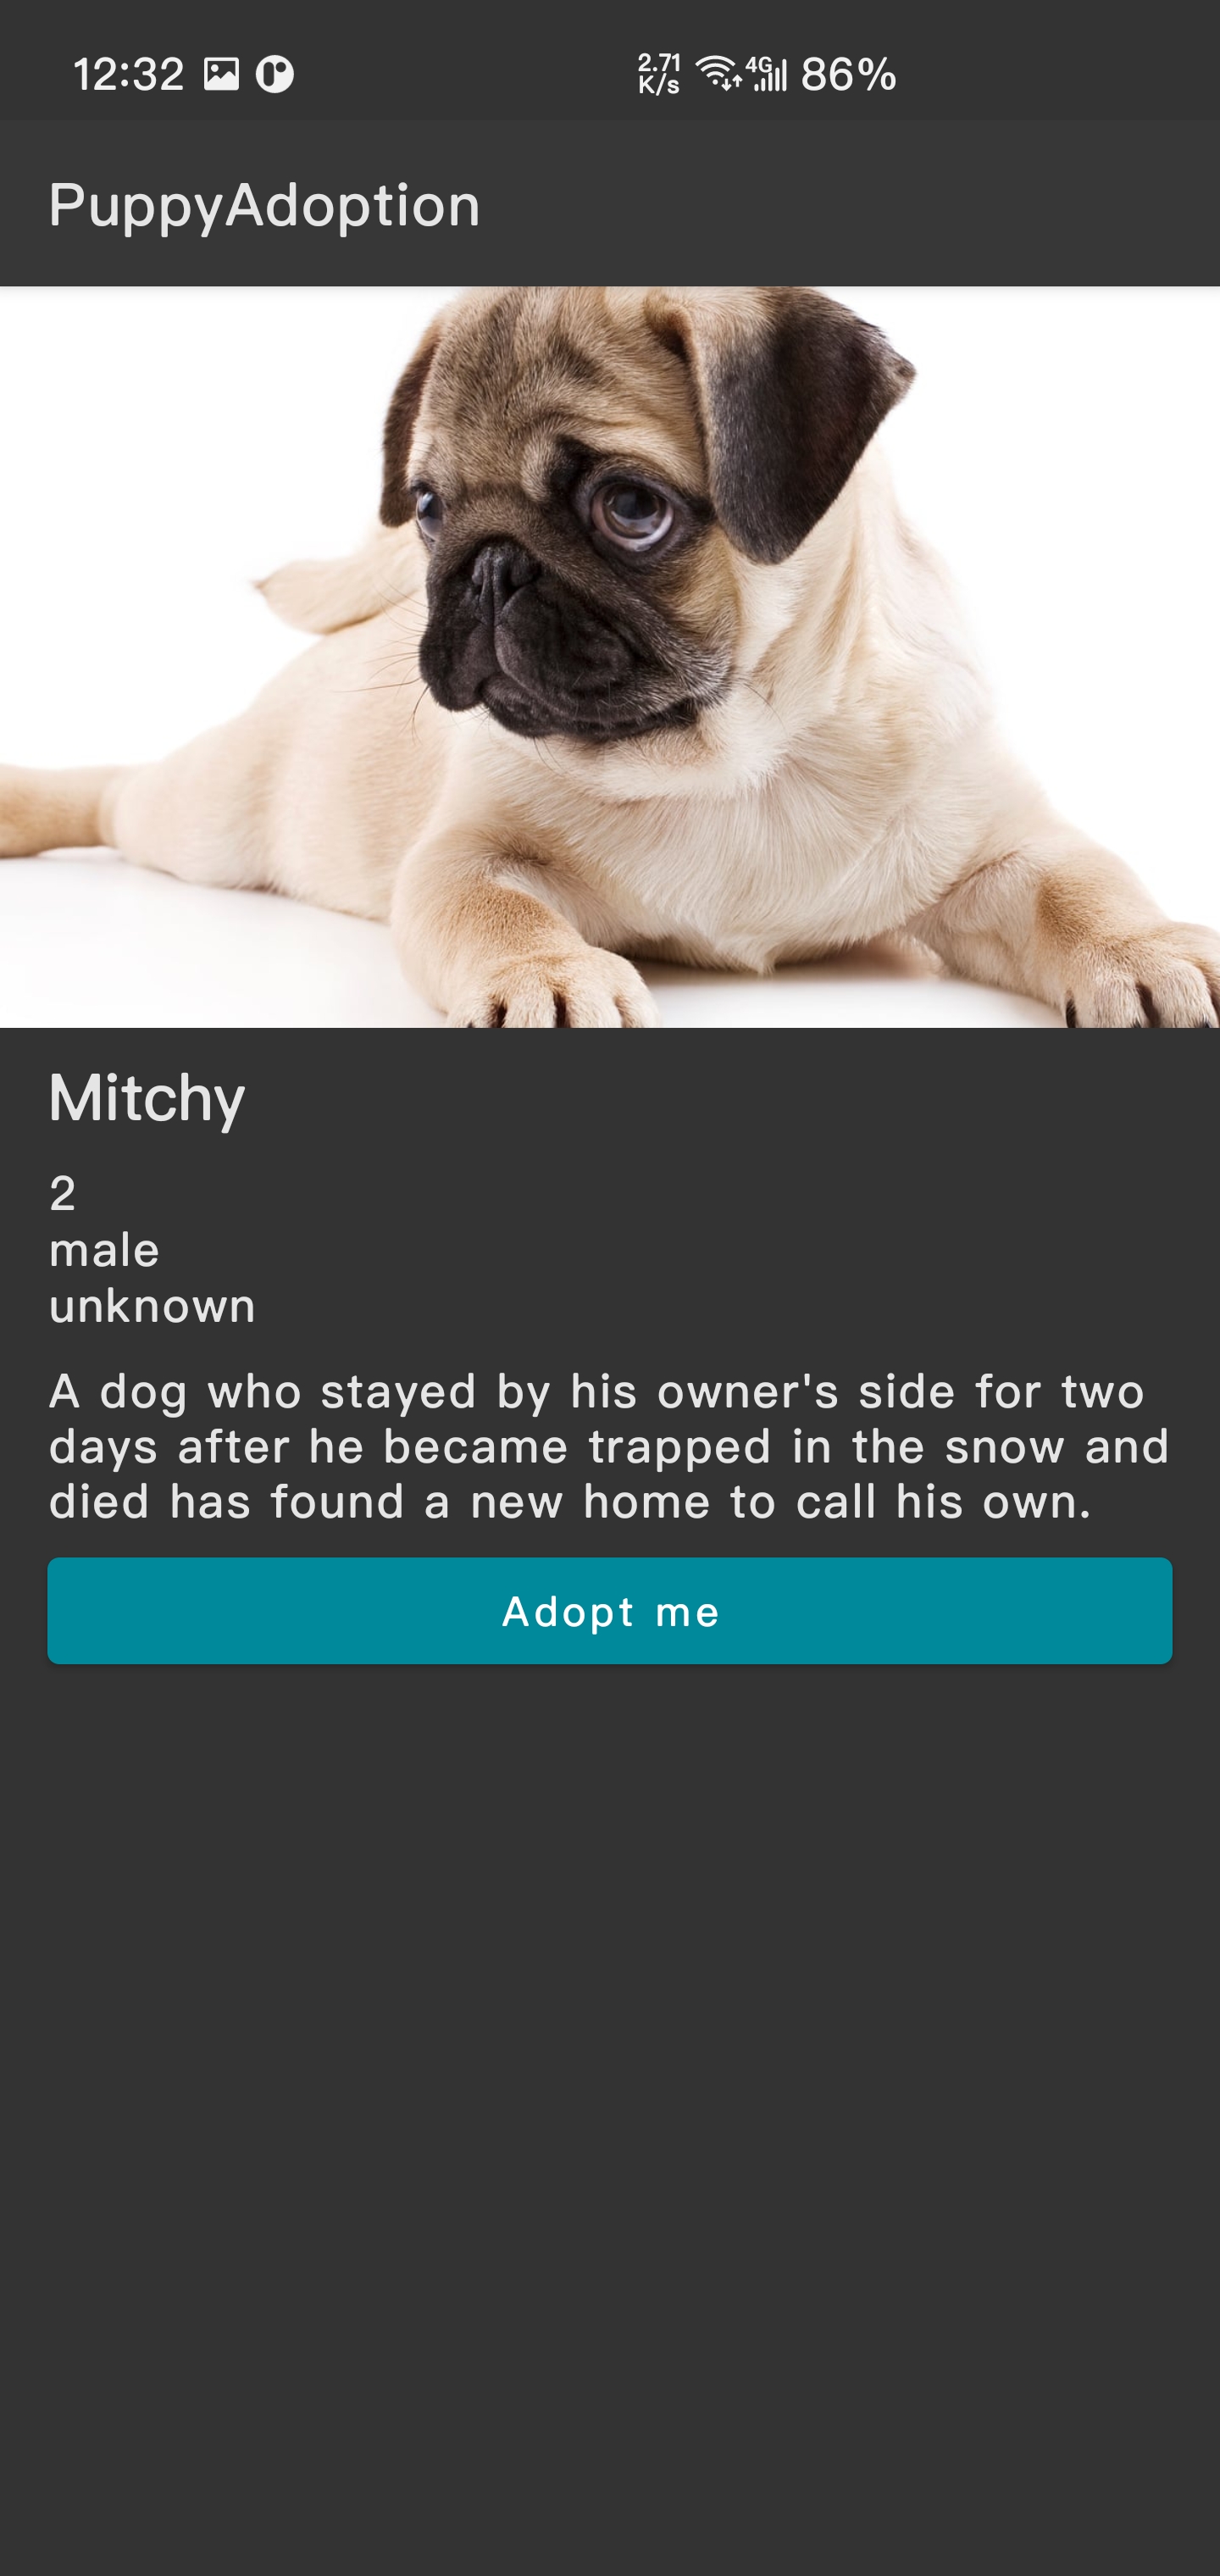 12:32 2.71 K/s 4G 86%
PuppyAdoption
Mitchy
2
male
unknown
A dog who stayed by his owner's side for two
days after he became trapped in the snow and
died has found a new home to call his own.
Adopt me